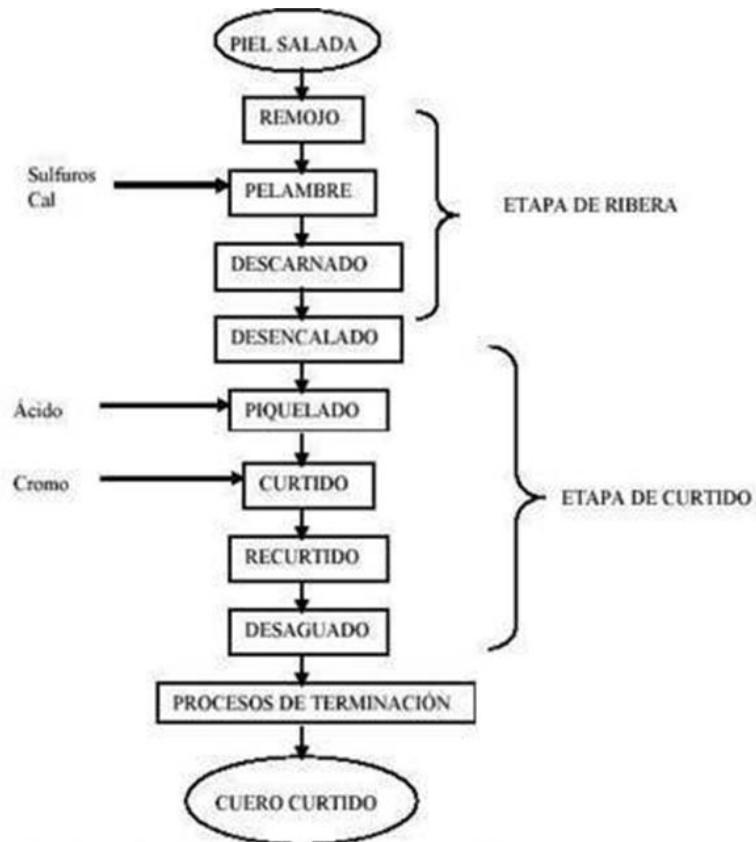 PIEL SALADA
REMOJO
Sulfuros
Cal
PELAMBRE
ETAPA DE RIBERA
DESCARNADO
DESENCALADO
Ácido
PIQUELADO
Cromo
CURTIDO
ETAPA DE CURTIDO
RECURTIDO
DESAGUADO
PROCESOS DE TERMINACIÓN
CUERO CURTIDO